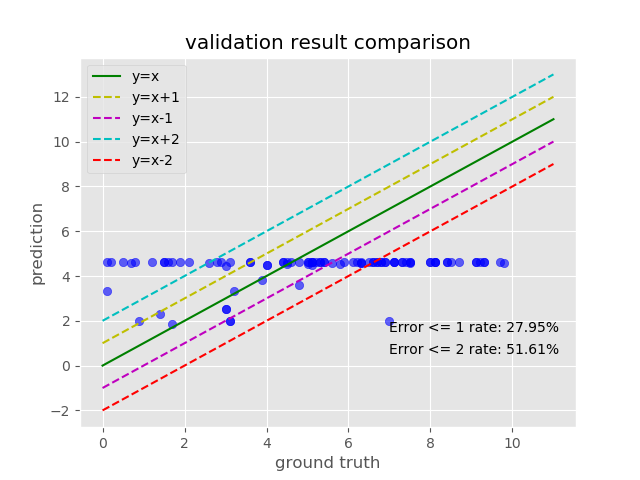 validation result comparison
y=x
y=x+1
y=x-1
y=x+2
y=x-2
12
10
8
6
4
2
0
−2
prediction
Error <= 1 rate: 27.95%
Error <= 2 rate: 51.61%
0 2 4 6 8 10
ground truth